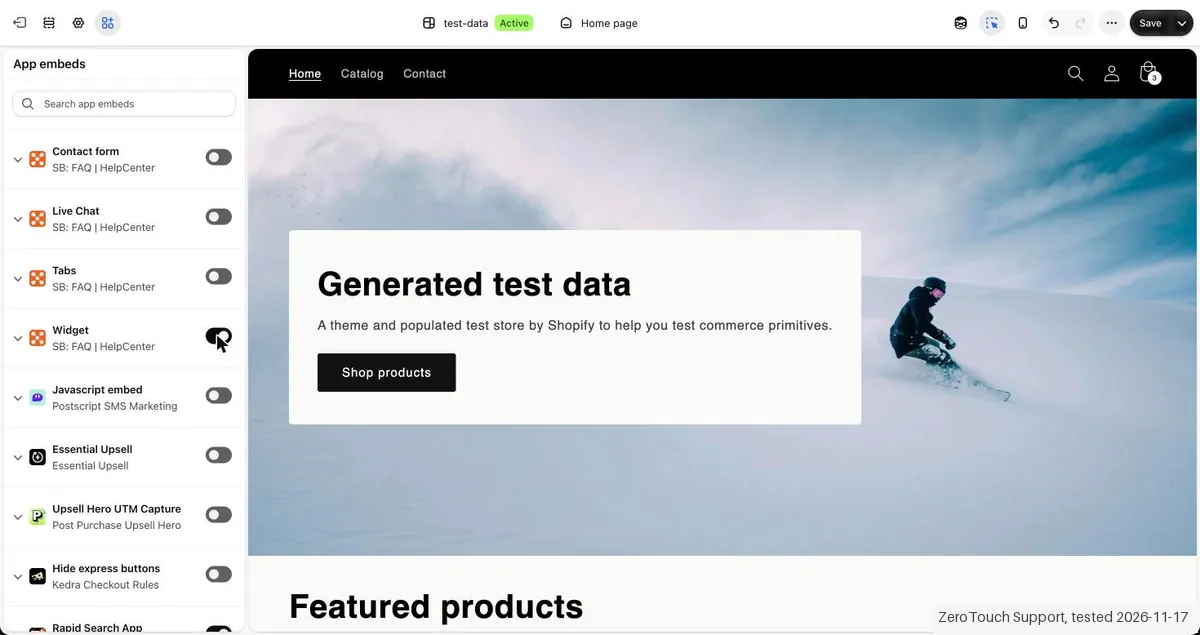 test-data Active Home page Save
App embeds
Search app embeds
Contact form
SB: FAQ | HelpCenter
Live Chat
SB: FAQ | HelpCenter
Tabs
SB: FAQ | HelpCenter
Widget
SB: FAQ | HelpCenter
Javascript embed
Postscript SMS Marketing
Essential Upsell
Essential Upsell
Upsell Hero UTM Capture
Post Purchase Upsell Hero
Hide express buttons
Kedra Checkout Rules
Rapid Search App
Home Catalog Contact 3
Generated test data
A theme and populated test store by Shopify to help you test commerce primitives.
Shop products
Featured products
ZeroTouch Support, tested 2026-11-17